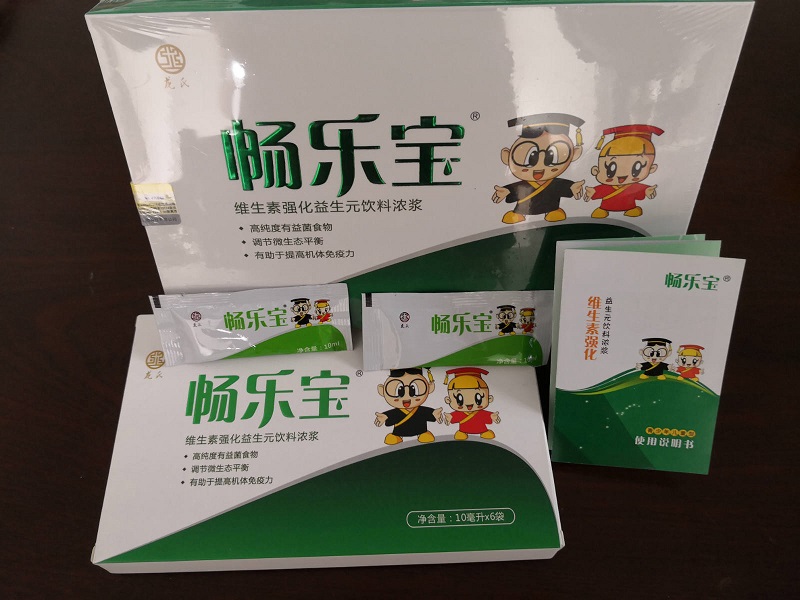 畅乐宝®
维生素强化益生元饮料浓浆
• 高纯度有益菌食物
• 调节微生态平衡
• 有助于提高机体免疫力
畅乐宝
净含量：10ml
畅乐宝
净含量：
畅乐宝®
益生元饮料浓浆
维生素强化
使用说明书
畅乐宝®
维生素强化益生元饮料浓浆
• 高纯度有益菌食物
• 调节微生态平衡
• 有助于提高机体免疫力
净含量：10毫升x6袋